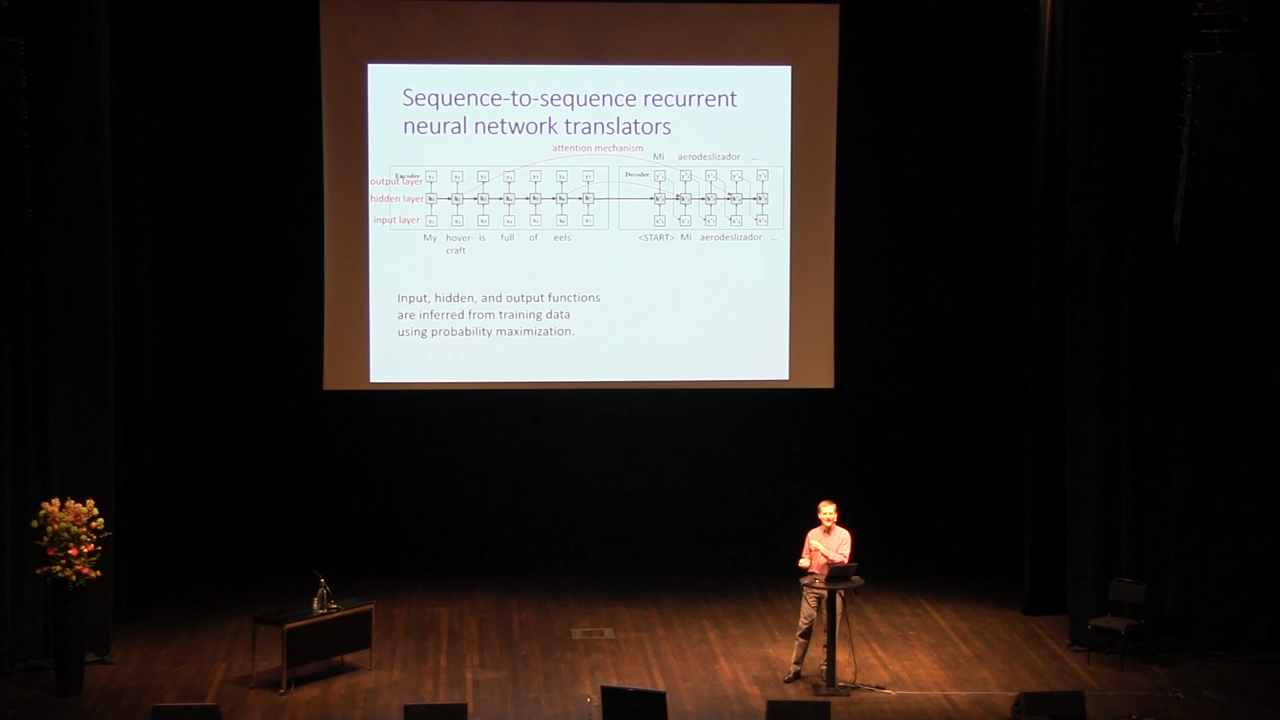 Sequence-to-sequence recurrent
neural network translators
attention mechanism
Mi aerodeslizador ...
Encoder
Decoder
output layer
hidden layer
input layer
My hover- is full of eels .
craft
<START> Mi aerodeslizador ...
Input, hidden, and output functions
are inferred from training data
using probability maximization.